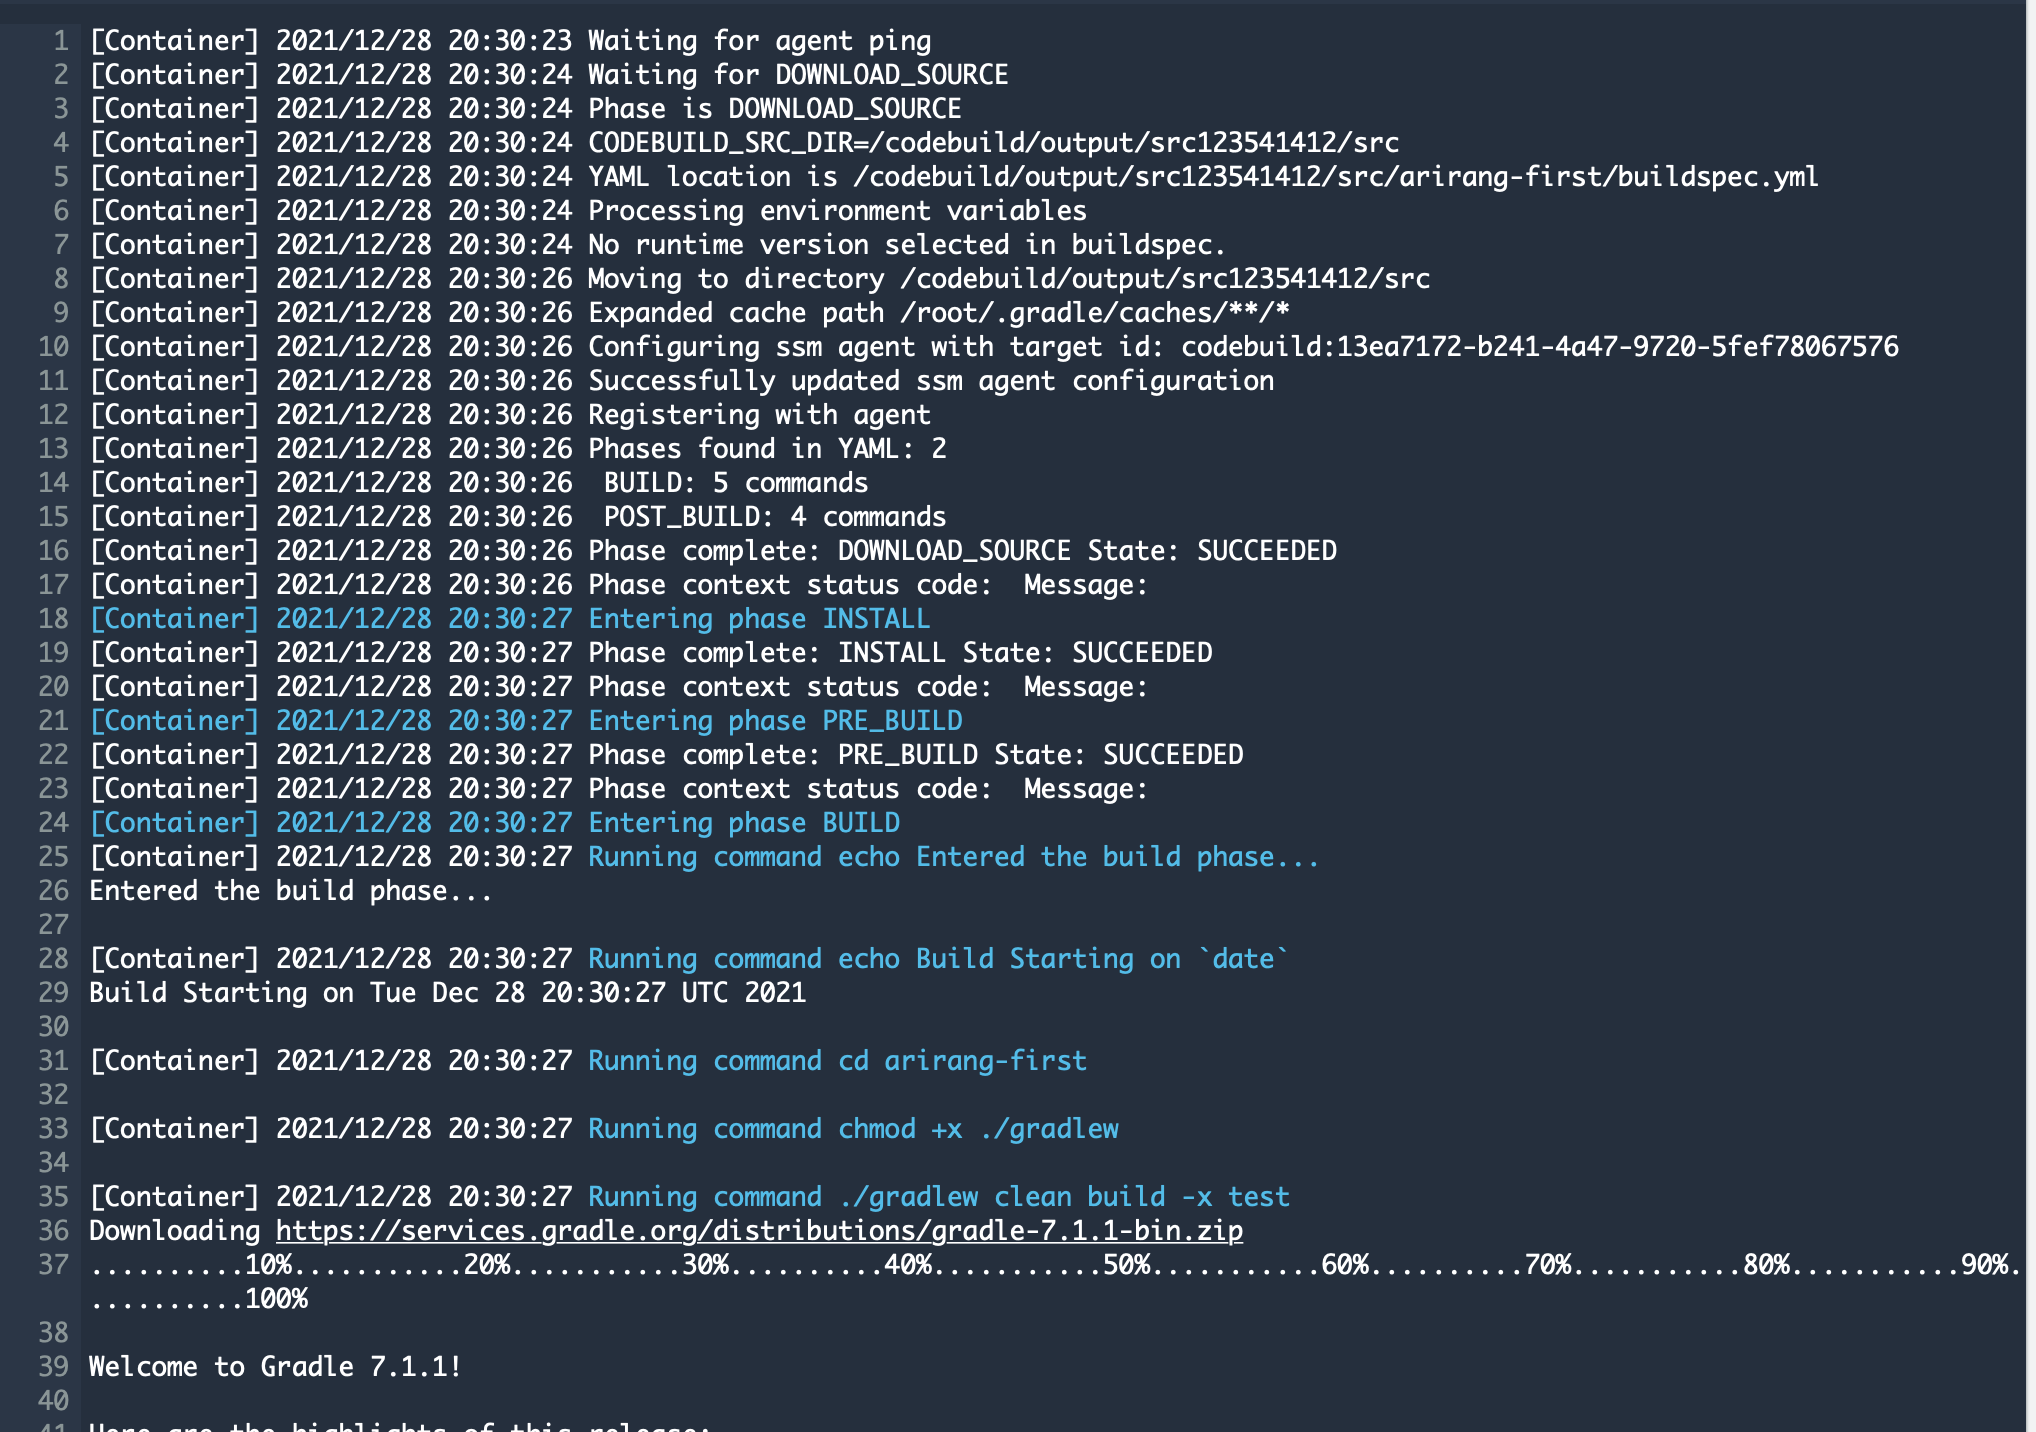 1 [Container] 2021/12/28 20:30:23 Waiting for agent ping
2 [Container] 2021/12/28 20:30:24 Waiting for DOWNLOAD_SOURCE
3 [Container] 2021/12/28 20:30:24 Phase is DOWNLOAD_SOURCE
4 [Container] 2021/12/28 20:30:24 CODEBUILD_SRC_DIR=/codebuild/output/src123541412/src
5 [Container] 2021/12/28 20:30:24 YAML location is /codebuild/output/src123541412/src/arirang-first/buildspec.yml
6 [Container] 2021/12/28 20:30:24 Processing environment variables
7 [Container] 2021/12/28 20:30:24 No runtime version selected in buildspec.
8 [Container] 2021/12/28 20:30:26 Moving to directory /codebuild/output/src123541412/src
9 [Container] 2021/12/28 20:30:26 Expanded cache path /root/.gradle/caches/**/*
10 [Container] 2021/12/28 20:30:26 Configuring ssm agent with target id: codebuild:13ea7172-b241-4a47-9720-5fef78067576
11 [Container] 2021/12/28 20:30:26 Successfully updated ssm agent configuration
12 [Container] 2021/12/28 20:30:26 Registering with agent
13 [Container] 2021/12/28 20:30:26 Phases found in YAML: 2
14 [Container] 2021/12/28 20:30:26  BUILD: 5 commands
15 [Container] 2021/12/28 20:30:26  POST_BUILD: 4 commands
16 [Container] 2021/12/28 20:30:26 Phase complete: DOWNLOAD_SOURCE State: SUCCEEDED
17 [Container] 2021/12/28 20:30:26 Phase context status code:  Message:
18 [Container] 2021/12/28 20:30:27 Entering phase INSTALL
19 [Container] 2021/12/28 20:30:27 Phase complete: INSTALL State: SUCCEEDED
20 [Container] 2021/12/28 20:30:27 Phase context status code:  Message:
21 [Container] 2021/12/28 20:30:27 Entering phase PRE_BUILD
22 [Container] 2021/12/28 20:30:27 Phase complete: PRE_BUILD State: SUCCEEDED
23 [Container] 2021/12/28 20:30:27 Phase context status code:  Message:
24 [Container] 2021/12/28 20:30:27 Entering phase BUILD
25 [Container] 2021/12/28 20:30:27 Running command echo Entered the build phase...
26 Entered the build phase...
27
28 [Container] 2021/12/28 20:30:27 Running command echo Build Starting on `date`
29 Build Starting on Tue Dec 28 20:30:27 UTC 2021
30
31 [Container] 2021/12/28 20:30:27 Running command cd arirang-first
32
33 [Container] 2021/12/28 20:30:27 Running command chmod +x ./gradlew
34
35 [Container] 2021/12/28 20:30:27 Running command ./gradlew clean build -x test
36 Downloading https://services.gradle.org/distributions/gradle-7.1.1-bin.zip
37 ..........10%...........20%...........30%..........40%...........50%...........60%..........70%...........80%...........90%.
..........100%
38
39 Welcome to Gradle 7.1.1!
40
41 Here are the highlights of this release: